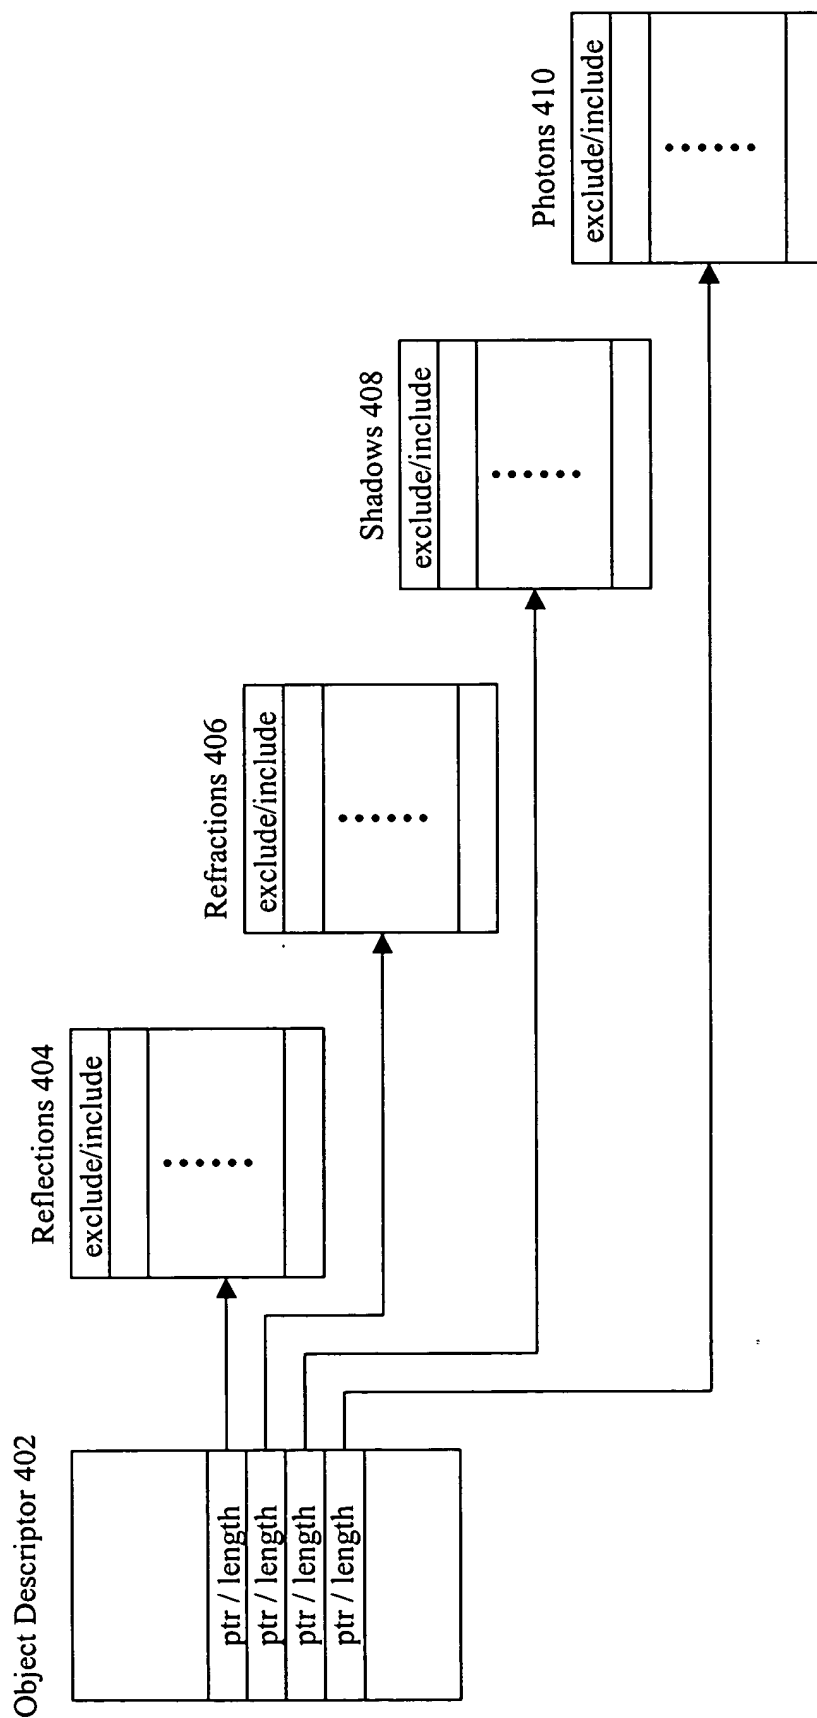 Object Descriptor 402
ptr / length
ptr / length
ptr / length
ptr / length
Reflections 404
exclude/include
Refractions 406
exclude/include
Shadows 408
exclude/include
Photons 410
exclude/include